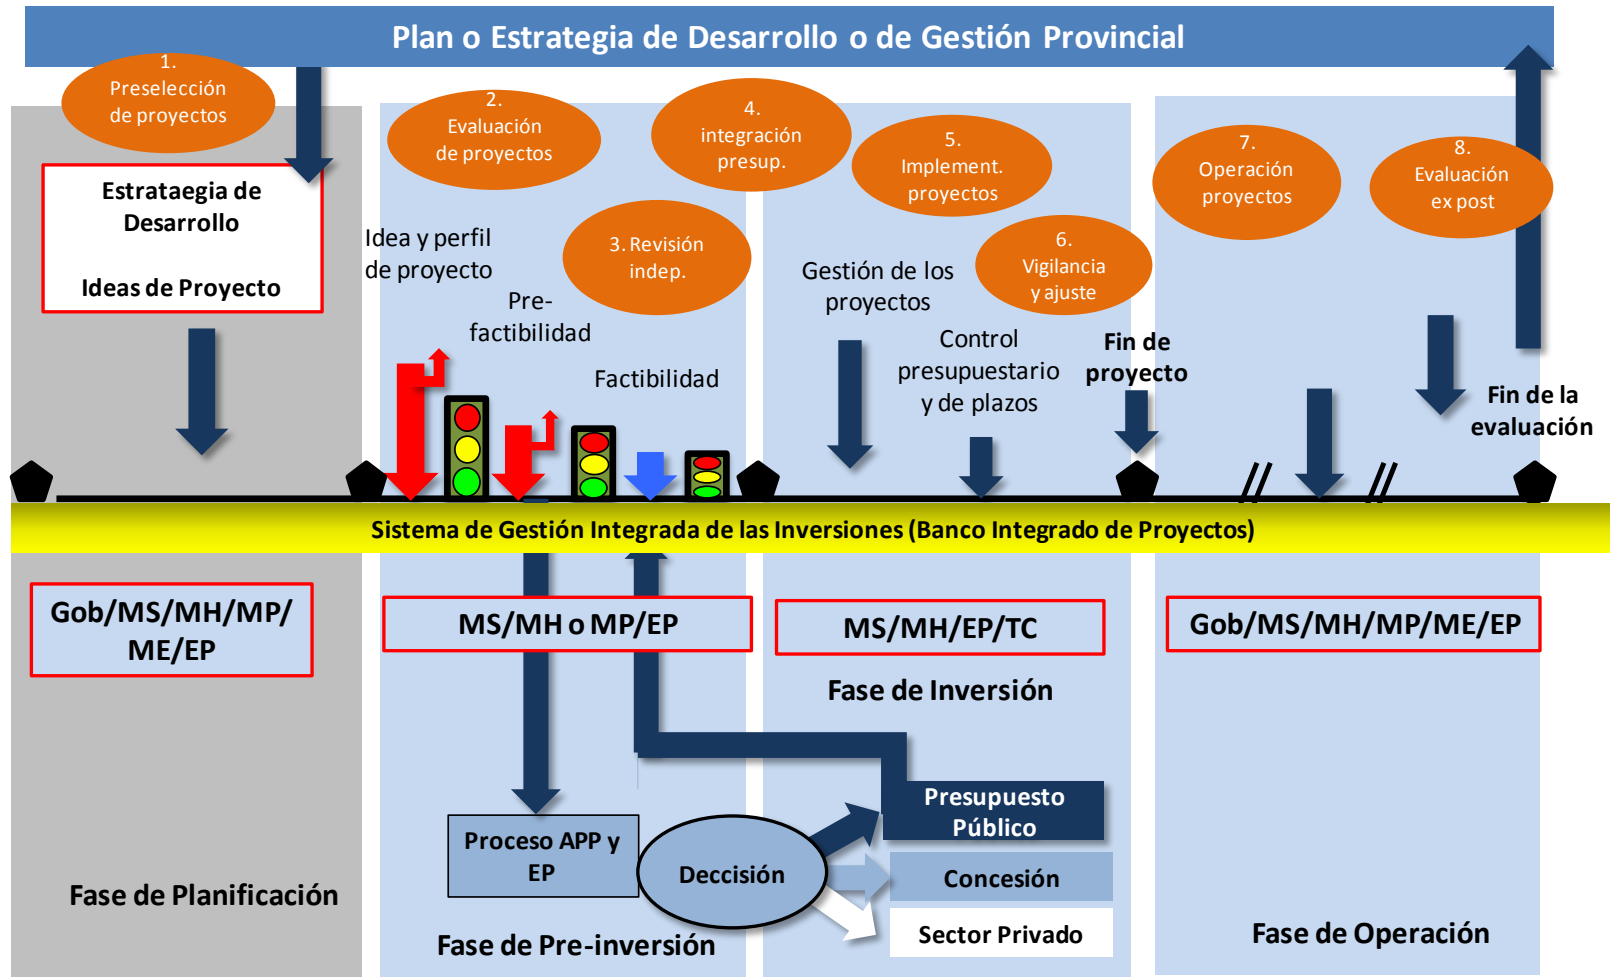 Plan o Estrategia de Desarrollo o de Gestión Provincial
1.
Preselección
de proyectos
2.
Evaluación
de proyectos
3. Revisión
indep.
4.
integración
presup.
5.
Implement.
proyectos
6.
Vigilancia
y ajuste
7.
Operación
proyectos
8.
Evaluación
ex post
Estrataegia de
Desarrollo
Ideas de Proyecto
Idea y perfil
de proyecto
Pre-
factibilidad
Factibilidad
Gestión de los
proyectos
Control
presupuestario
y de plazos
Fin de
proyecto
Fin de la
evaluación
Sistema de Gestión Integrada de las Inversiones (Banco Integrado de Proyectos)
Gob/MS/MH/MP/
ME/EP
MS/MH o MP/EP
MS/MH/EP/TC
Gob/MS/MH/MP/ME/EP
Fase de Inversión
Proceso APP y
EP
Deccisión
Presupuesto
Público
Concesión
Sector Privado
Fase de Planificación
Fase de Pre-inversión
Fase de Operación